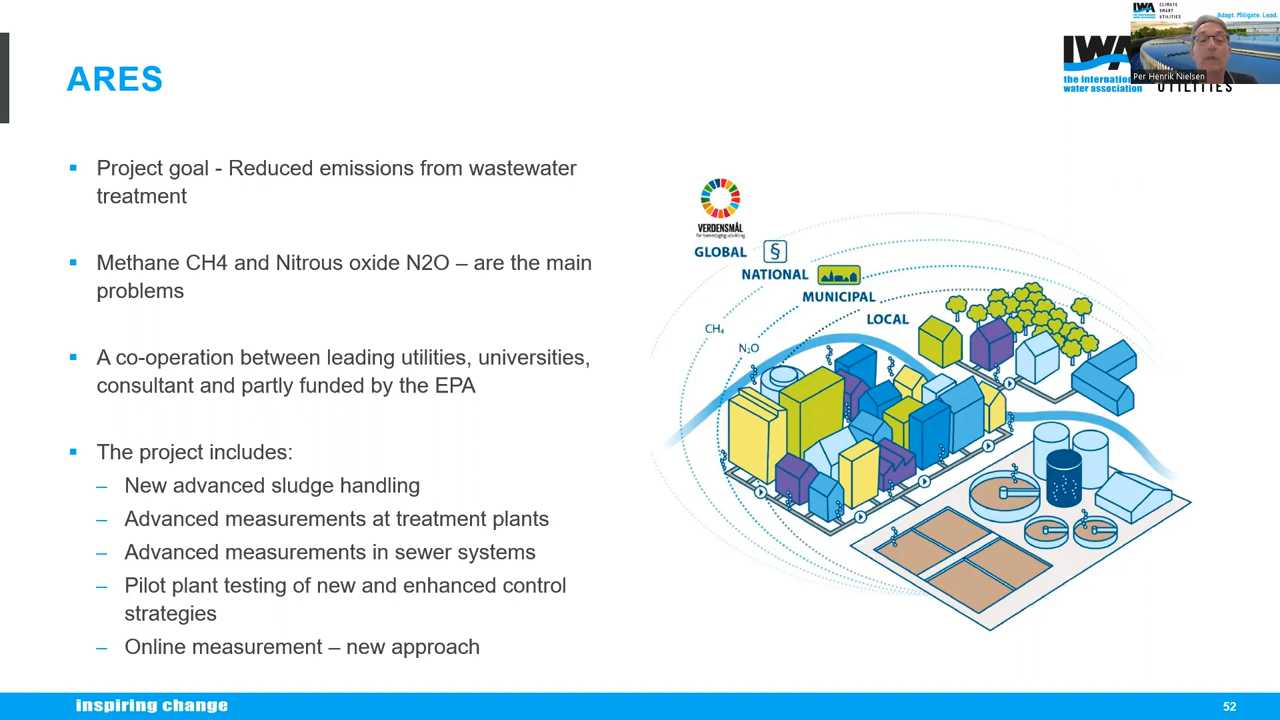 IWA
CLIMATE
SMART
UTILITIES
Adapt. Mitigate. Lead.
IWA
the internation
water association
UTILITIES
Per Henrik Nielsen
ARES
Project goal - Reduced emissions from wastewater
treatment
Methane CH4 and Nitrous oxide N2O – are the main
problems
A co-operation between leading utilities, universities,
consultant and partly funded by the EPA
The project includes:
– New advanced sludge handling
– Advanced measurements at treatment plants
– Advanced measurements in sewer systems
– Pilot plant testing of new and enhanced control
strategies
– Online measurement – new approach
VERDENSMÅL
GLOBAL §
NATIONAL
MUNICIPAL
LOCAL
CH₄
N₂O
inspiring change
52